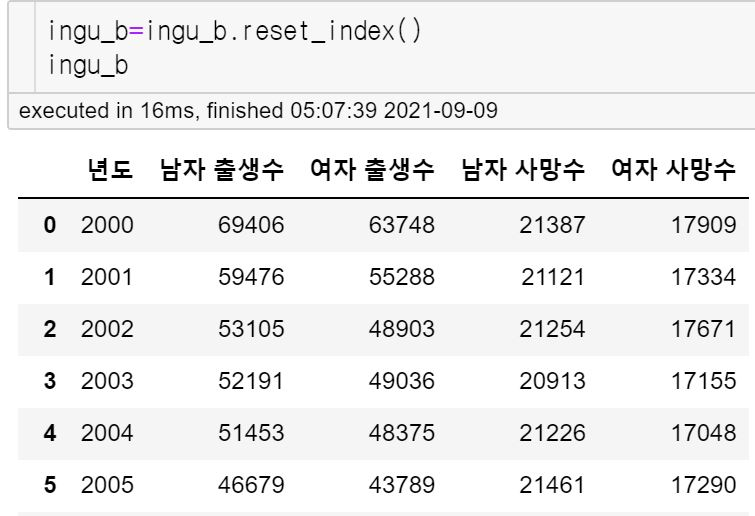 ingu_b=ingu_b.reset_index()
ingu_b
executed in 16ms, finished 05:07:39 2021-09-09
년도 남자 출생수 여자 출생수 남자 사망수 여자 사망수
0 2000 69406 63748 21387 17909
1 2001 59476 55288 21121 17334
2 2002 53105 48903 21254 17671
3 2003 52191 49036 20913 17155
4 2004 51453 48375 21226 17048
5 2005 46679 43789 21461 17290